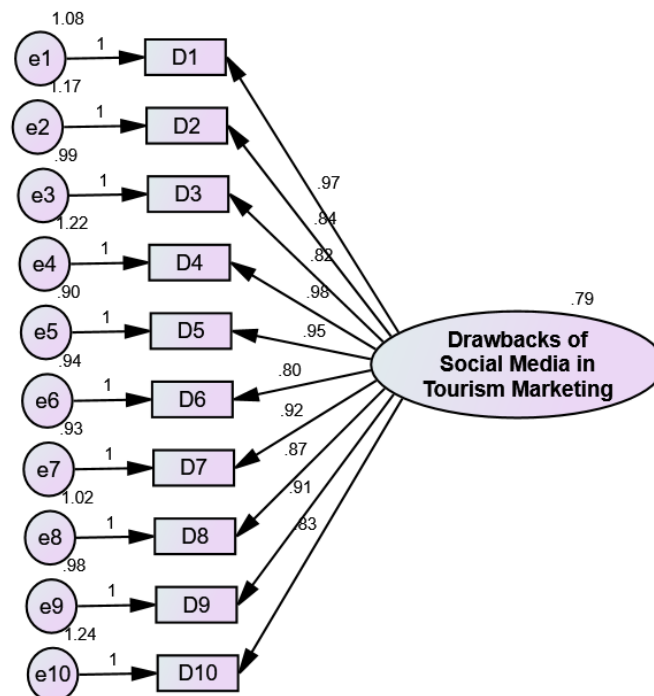 1.08
e1 1 D1
1.17
e2 1 D2
.99
e3 1 D3
.97
1.22
.84
e4 1 D4
.82
.90
.98
.79
e5 1 D5
.95
Drawbacks of
Social Media in
Tourism Marketing
.94
.80
e6 1 D6
.92
.93
e7 1 D7
.87
1.02
.91
e8 1 D8
.83
.98
e9 1 D9
1.24
e10 1 D10